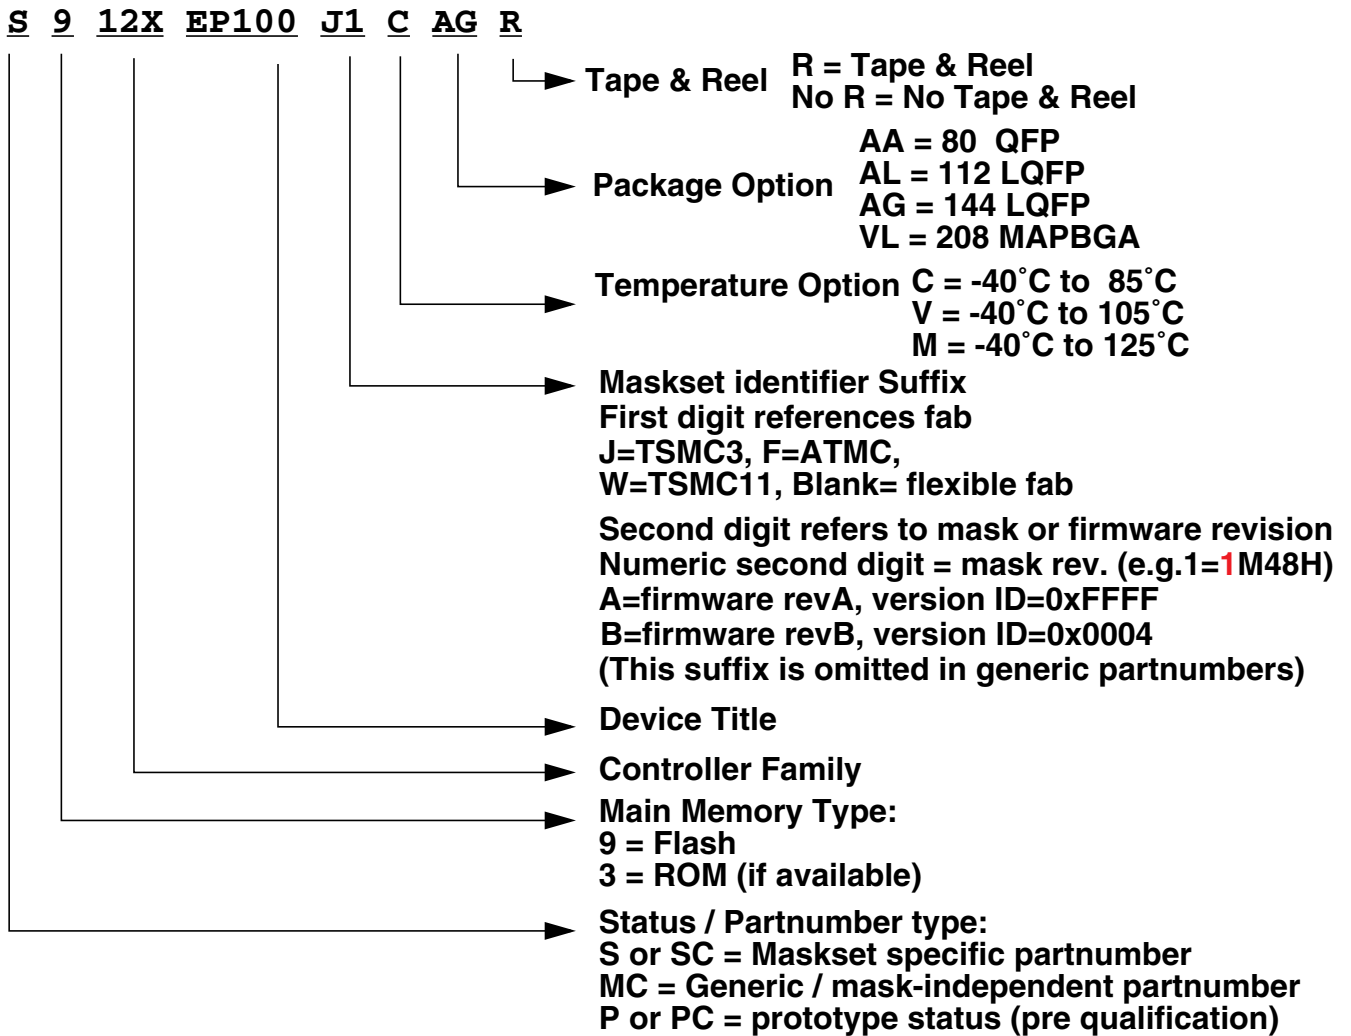 S 9 12X EP100 J1 C AG R
Tape & Reel
R = Tape & Reel
No R = No Tape & Reel
Package Option
AA = 80 QFP
AL = 112 LQFP
AG = 144 LQFP
VL = 208 MAPBGA
Temperature Option
C = -40˚C to 85˚C
V = -40˚C to 105˚C
M = -40˚C to 125˚C
Maskset identifier Suffix
First digit references fab
J=TSMC3, F=ATMC,
W=TSMC11, Blank= flexible fab
Second digit refers to mask or firmware revision
Numeric second digit = mask rev. (e.g.1=1M48H)
A=firmware revA, version ID=0xFFFF
B=firmware revB, version ID=0x0004
(This suffix is omitted in generic partnumbers)
Device Title
Controller Family
Main Memory Type:
9 = Flash
3 = ROM (if available)
Status / Partnumber type:
S or SC = Maskset specific partnumber
MC = Generic / mask-independent partnumber
P or PC = prototype status (pre qualification)